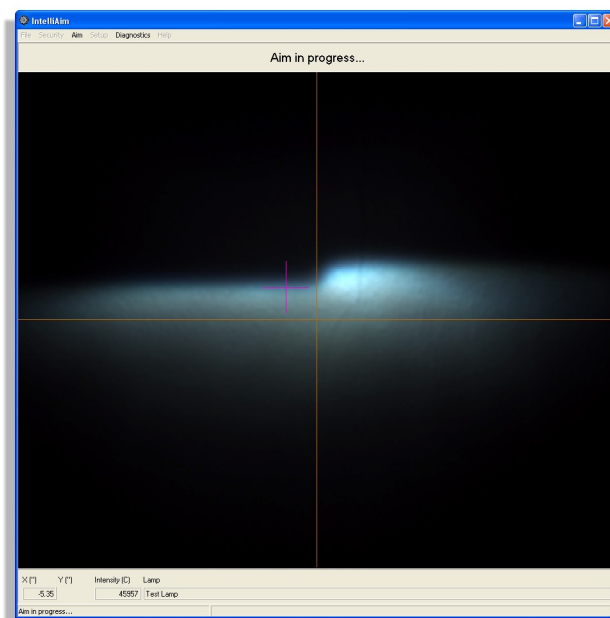 IntelliAim
File Security Aim Setup Diagnostics Help
Aim in progress...
X (") Y (") Intensity (C) Lamp
-5.35 45957 Test Lamp
Aim in progress...